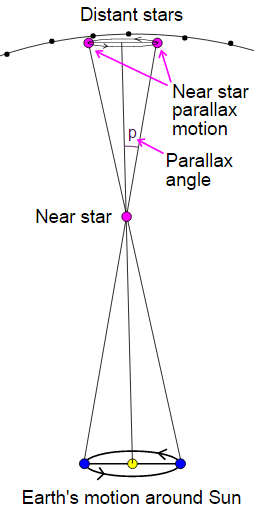 Distant stars
Near star
parallax
motion
p
Parallax
angle
Near star
Earth's motion around Sun